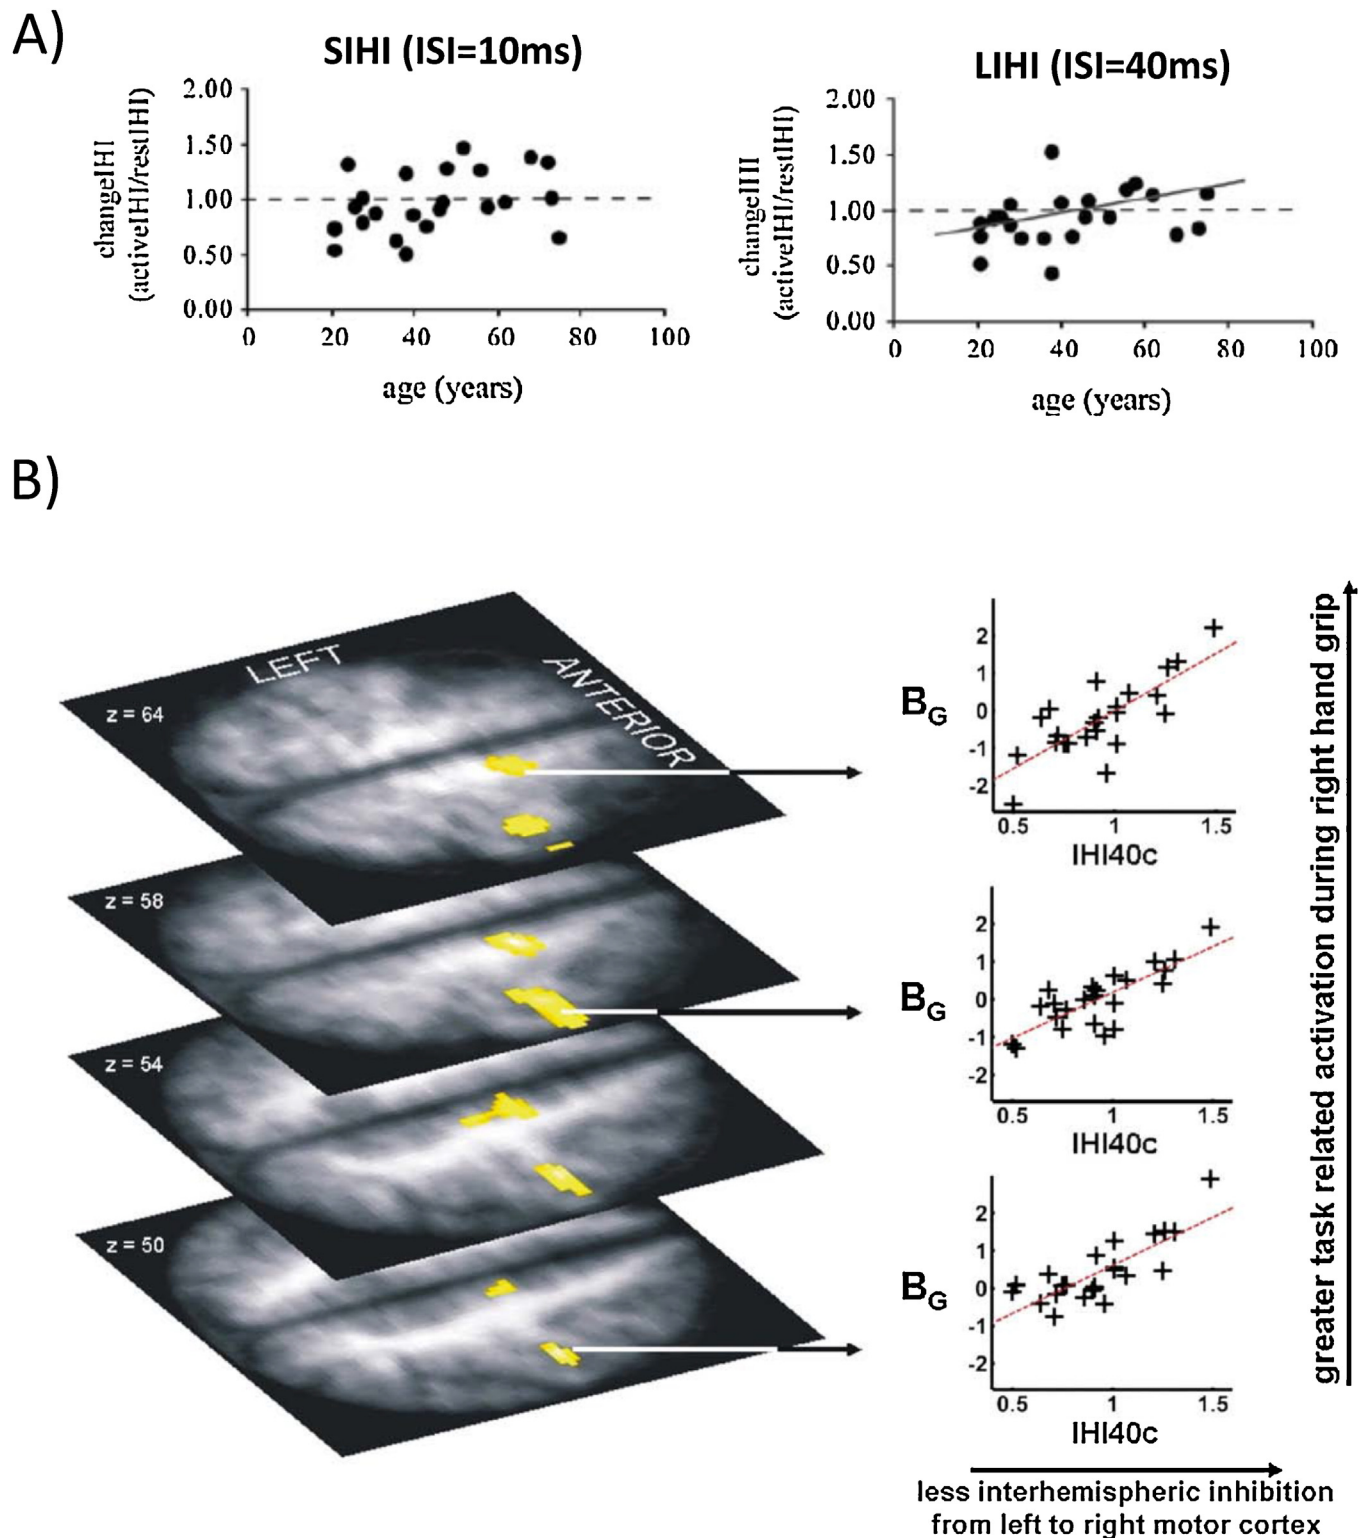 A)
SIHI (ISI=10ms)
changeIHI
(activeIHI/restIHI)
2.00
1.50
1.00
0.50
0.00
0 20 40 60 80 100
age (years)
LIHI (ISI=40ms)
changeIHI
(activeIHI/restIHI)
2.00
1.50
1.00
0.50
0.00
0 20 40 60 80 100
age (years)
B)
LEFT
ANTERIOR
z = 64
z = 58
z = 54
z = 50
BG
2
1
0
-1
-2
0.5 1 1.5
IHI40c
BG
2
1
0
-1
-2
0.5 1 1.5
IHI40c
BG
2
1
0
-1
-2
0.5 1 1.5
IHI40c
greater task related activation during right hand grip
less interhemispheric inhibition
from left to right motor cortex